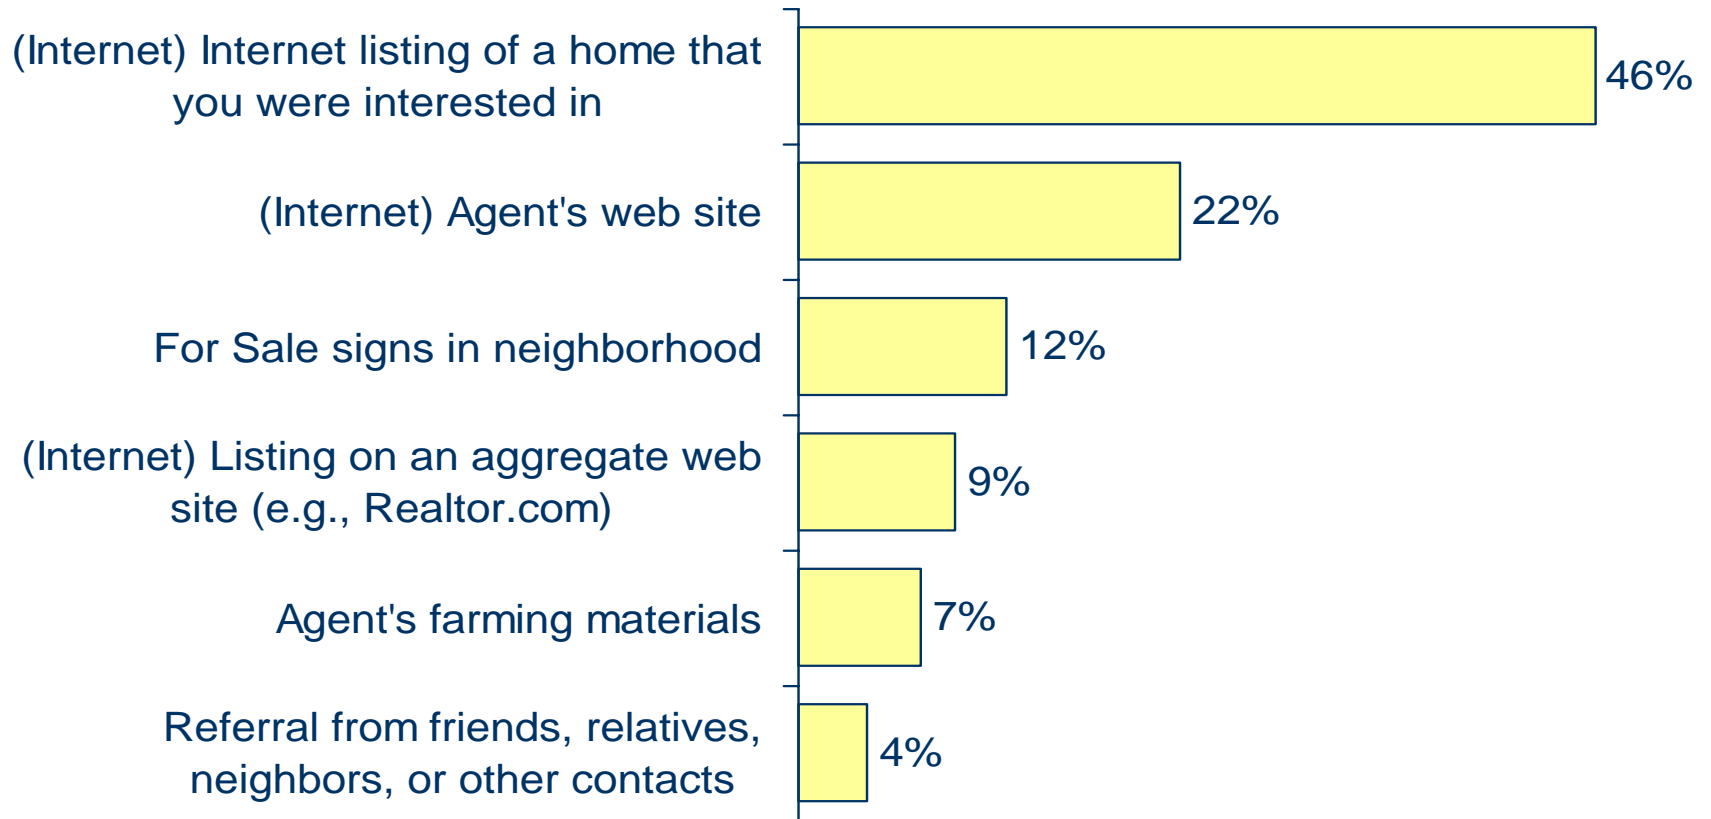 (Internet) Internet listing of a home that
you were interested in
46%
(Internet) Agent's web site
22%
For Sale signs in neighborhood
12%
(Internet) Listing on an aggregate web
site (e.g., Realtor.com)
9%
Agent's farming materials
7%
Referral from friends, relatives,
neighbors, or other contacts
4%